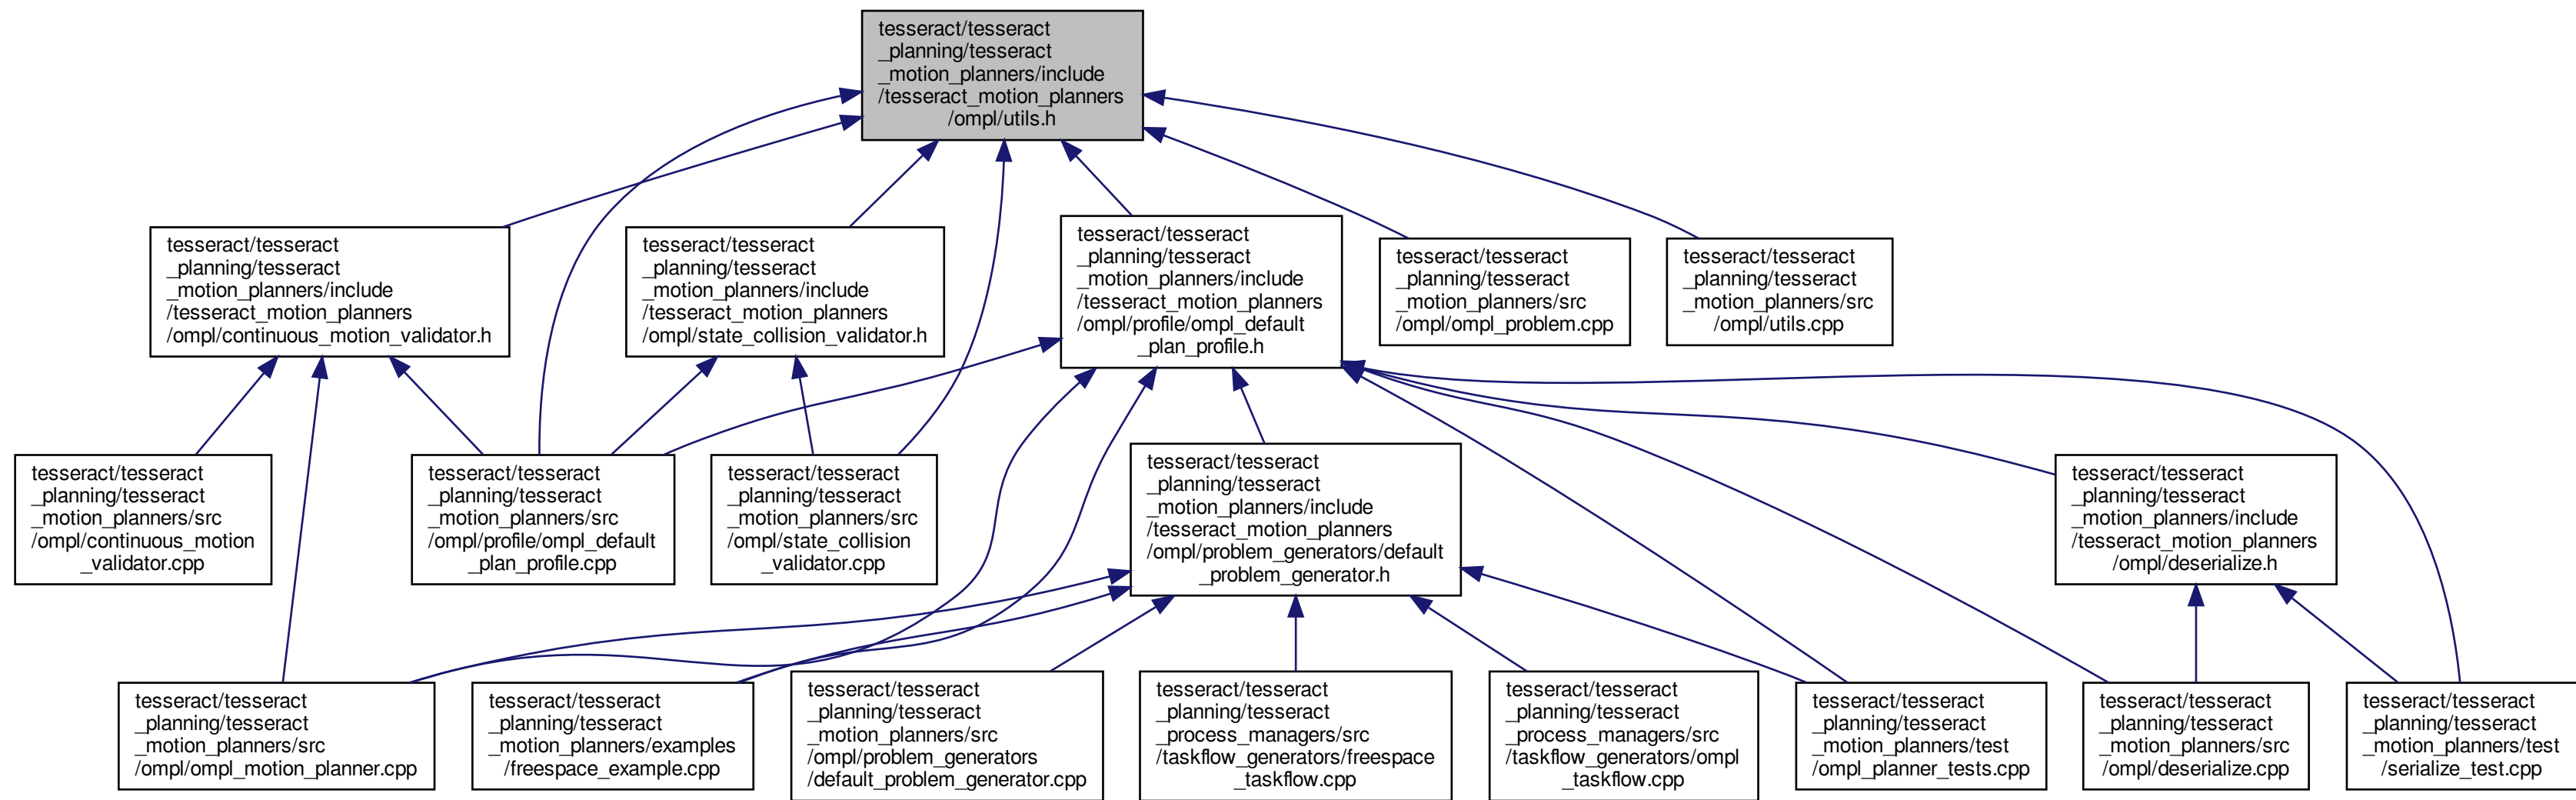 tesseract/tesseract
_planning/tesseract
_motion_planners/include
/tesseract_motion_planners
/ompl/utils.h
tesseract/tesseract
_planning/tesseract
_motion_planners/include
/tesseract_motion_planners
/ompl/continuous_motion_validator.h
tesseract/tesseract
_planning/tesseract
_motion_planners/include
/tesseract_motion_planners
/ompl/state_collision_validator.h
tesseract/tesseract
_planning/tesseract
_motion_planners/include
/tesseract_motion_planners
/ompl/profile/ompl_default
_plan_profile.h
tesseract/tesseract
_planning/tesseract
_motion_planners/src
/ompl/ompl_problem.cpp
tesseract/tesseract
_planning/tesseract
_motion_planners/src
/ompl/utils.cpp
tesseract/tesseract
_planning/tesseract
_motion_planners/src
/ompl/continuous_motion
_validator.cpp
tesseract/tesseract
_planning/tesseract
_motion_planners/src
/ompl/profile/ompl_default
_plan_profile.cpp
tesseract/tesseract
_planning/tesseract
_motion_planners/src
/ompl/state_collision
_validator.cpp
tesseract/tesseract
_planning/tesseract
_motion_planners/include
/tesseract_motion_planners
/ompl/problem_generators/default
_problem_generator.h
tesseract/tesseract
_planning/tesseract
_motion_planners/include
/tesseract_motion_planners
/ompl/deserialize.h
tesseract/tesseract
_planning/tesseract
_motion_planners/src
/ompl/ompl_motion_planner.cpp
tesseract/tesseract
_planning/tesseract
_motion_planners/examples
/freespace_example.cpp
tesseract/tesseract
_planning/tesseract
_motion_planners/src
/ompl/problem_generators
/default_problem_generator.cpp
tesseract/tesseract
_planning/tesseract
_process_managers/src
/taskflow_generators/freespace
_taskflow.cpp
tesseract/tesseract
_planning/tesseract
_process_managers/src
/taskflow_generators/ompl
_taskflow.cpp
tesseract/tesseract
_planning/tesseract
_motion_planners/test
/ompl_planner_tests.cpp
tesseract/tesseract
_planning/tesseract
_motion_planners/src
/ompl/deserialize.cpp
tesseract/tesseract
_planning/tesseract
_motion_planners/test
/serialize_test.cpp